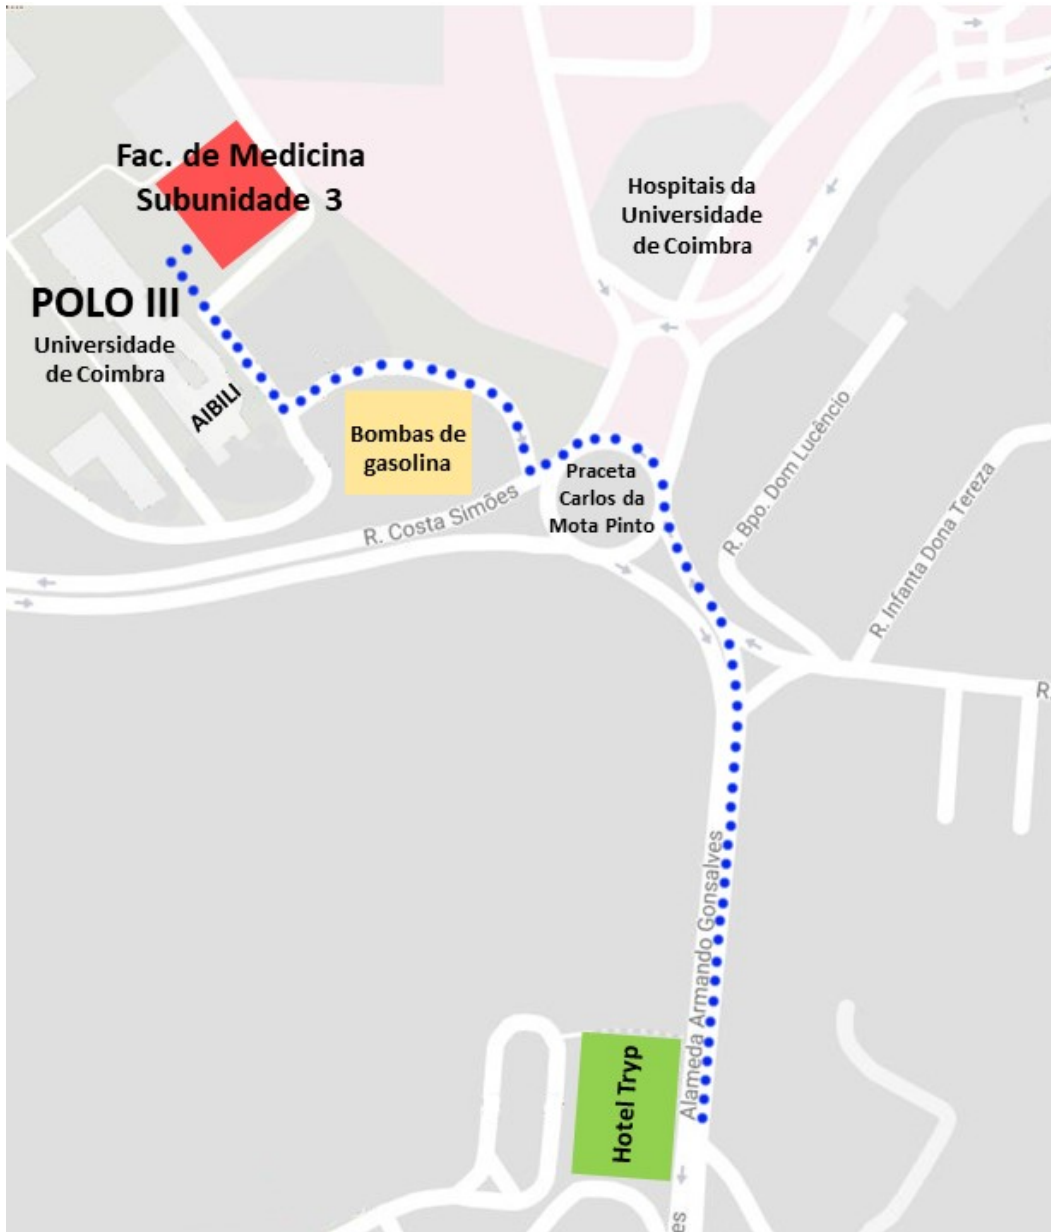 Fac. de Medicina
Subunidade 3
Hospitais da
Universidade
de Coimbra
POLO III
Universidade
de Coimbra
AIBILI
Bombas de
gasolina
Praceta
Carlos da
Mota Pinto
R. Costa Simões
R. Bpo. Dom Lucêncio
R. Infanta Dona Tereza
R.
Alameda Armando Gonsalves
Hotel Tryp
es